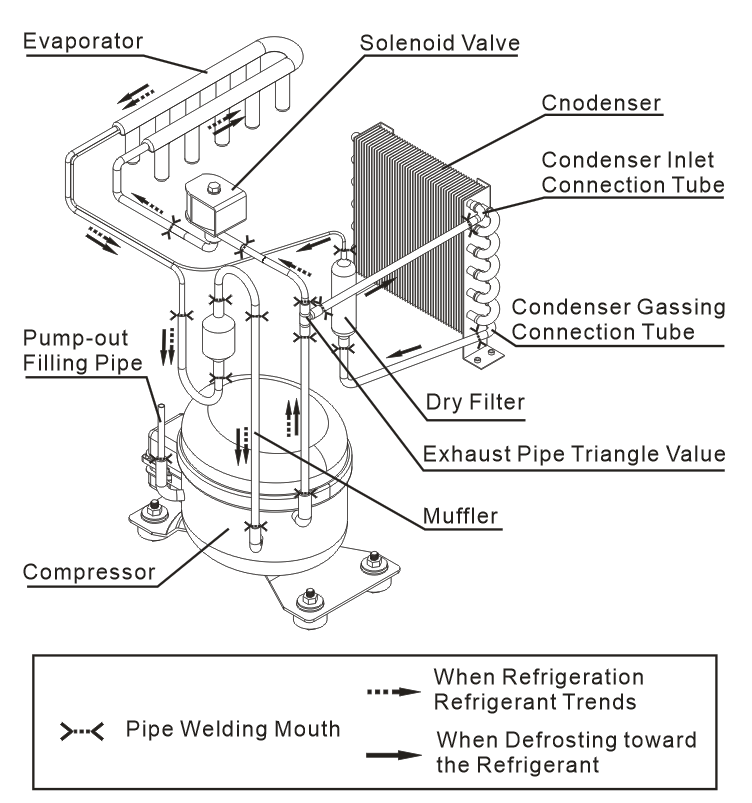 Evaporator
Solenoid Valve
Cnodenser
Condenser Inlet
Connection Tube
Condenser Gassing
Connection Tube
Pump-out
Filling Pipe
Dry Filter
Exhaust Pipe Triangle Value
Muffler
Compressor
Pipe Welding Mouth
When Refrigeration
Refrigerant Trends
When Defrosting toward
the Refrigerant